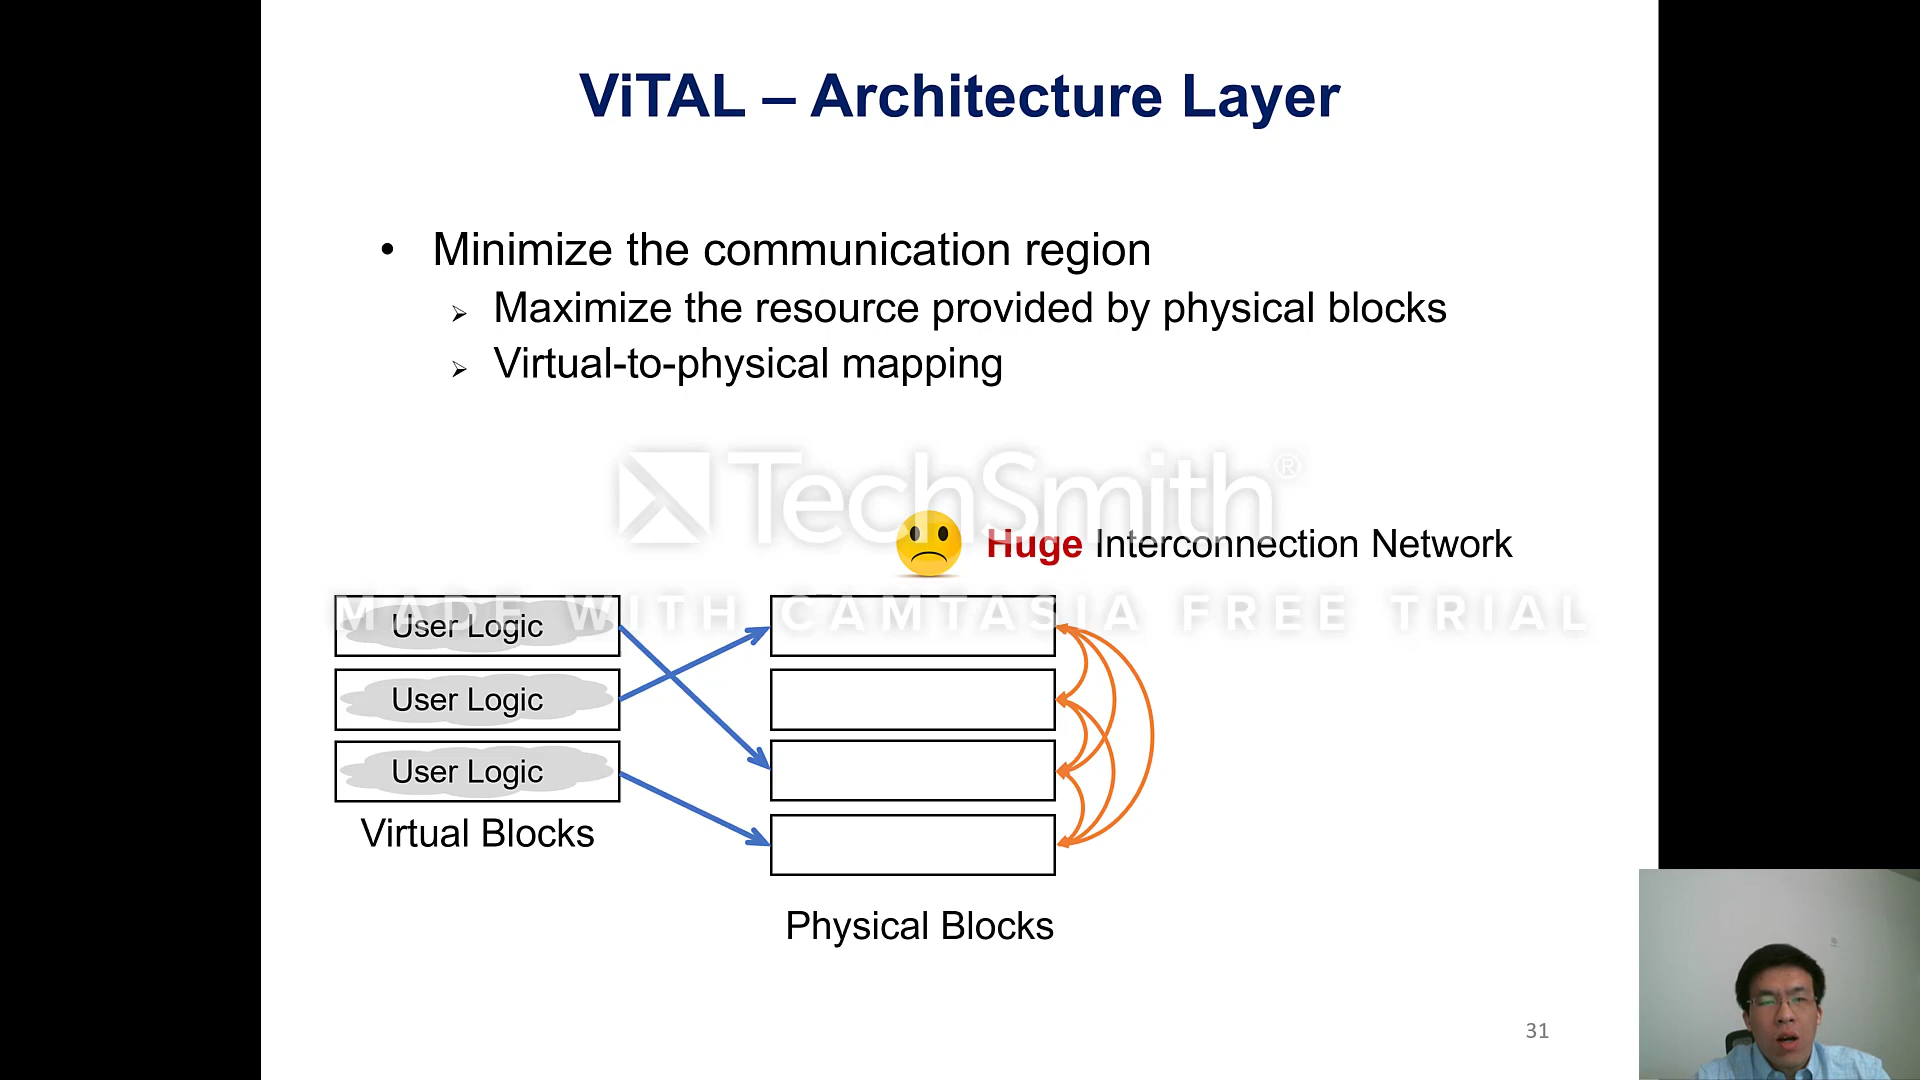 ViTAL – Architecture Layer
• Minimize the communication region
➢ Maximize the resource provided by physical blocks
➢ Virtual-to-physical mapping
TechSmith®
Huge Interconnection Network
MADE WITH CAMTASIA FREE TRIAL
User Logic
User Logic
User Logic
Virtual Blocks
Physical Blocks
31